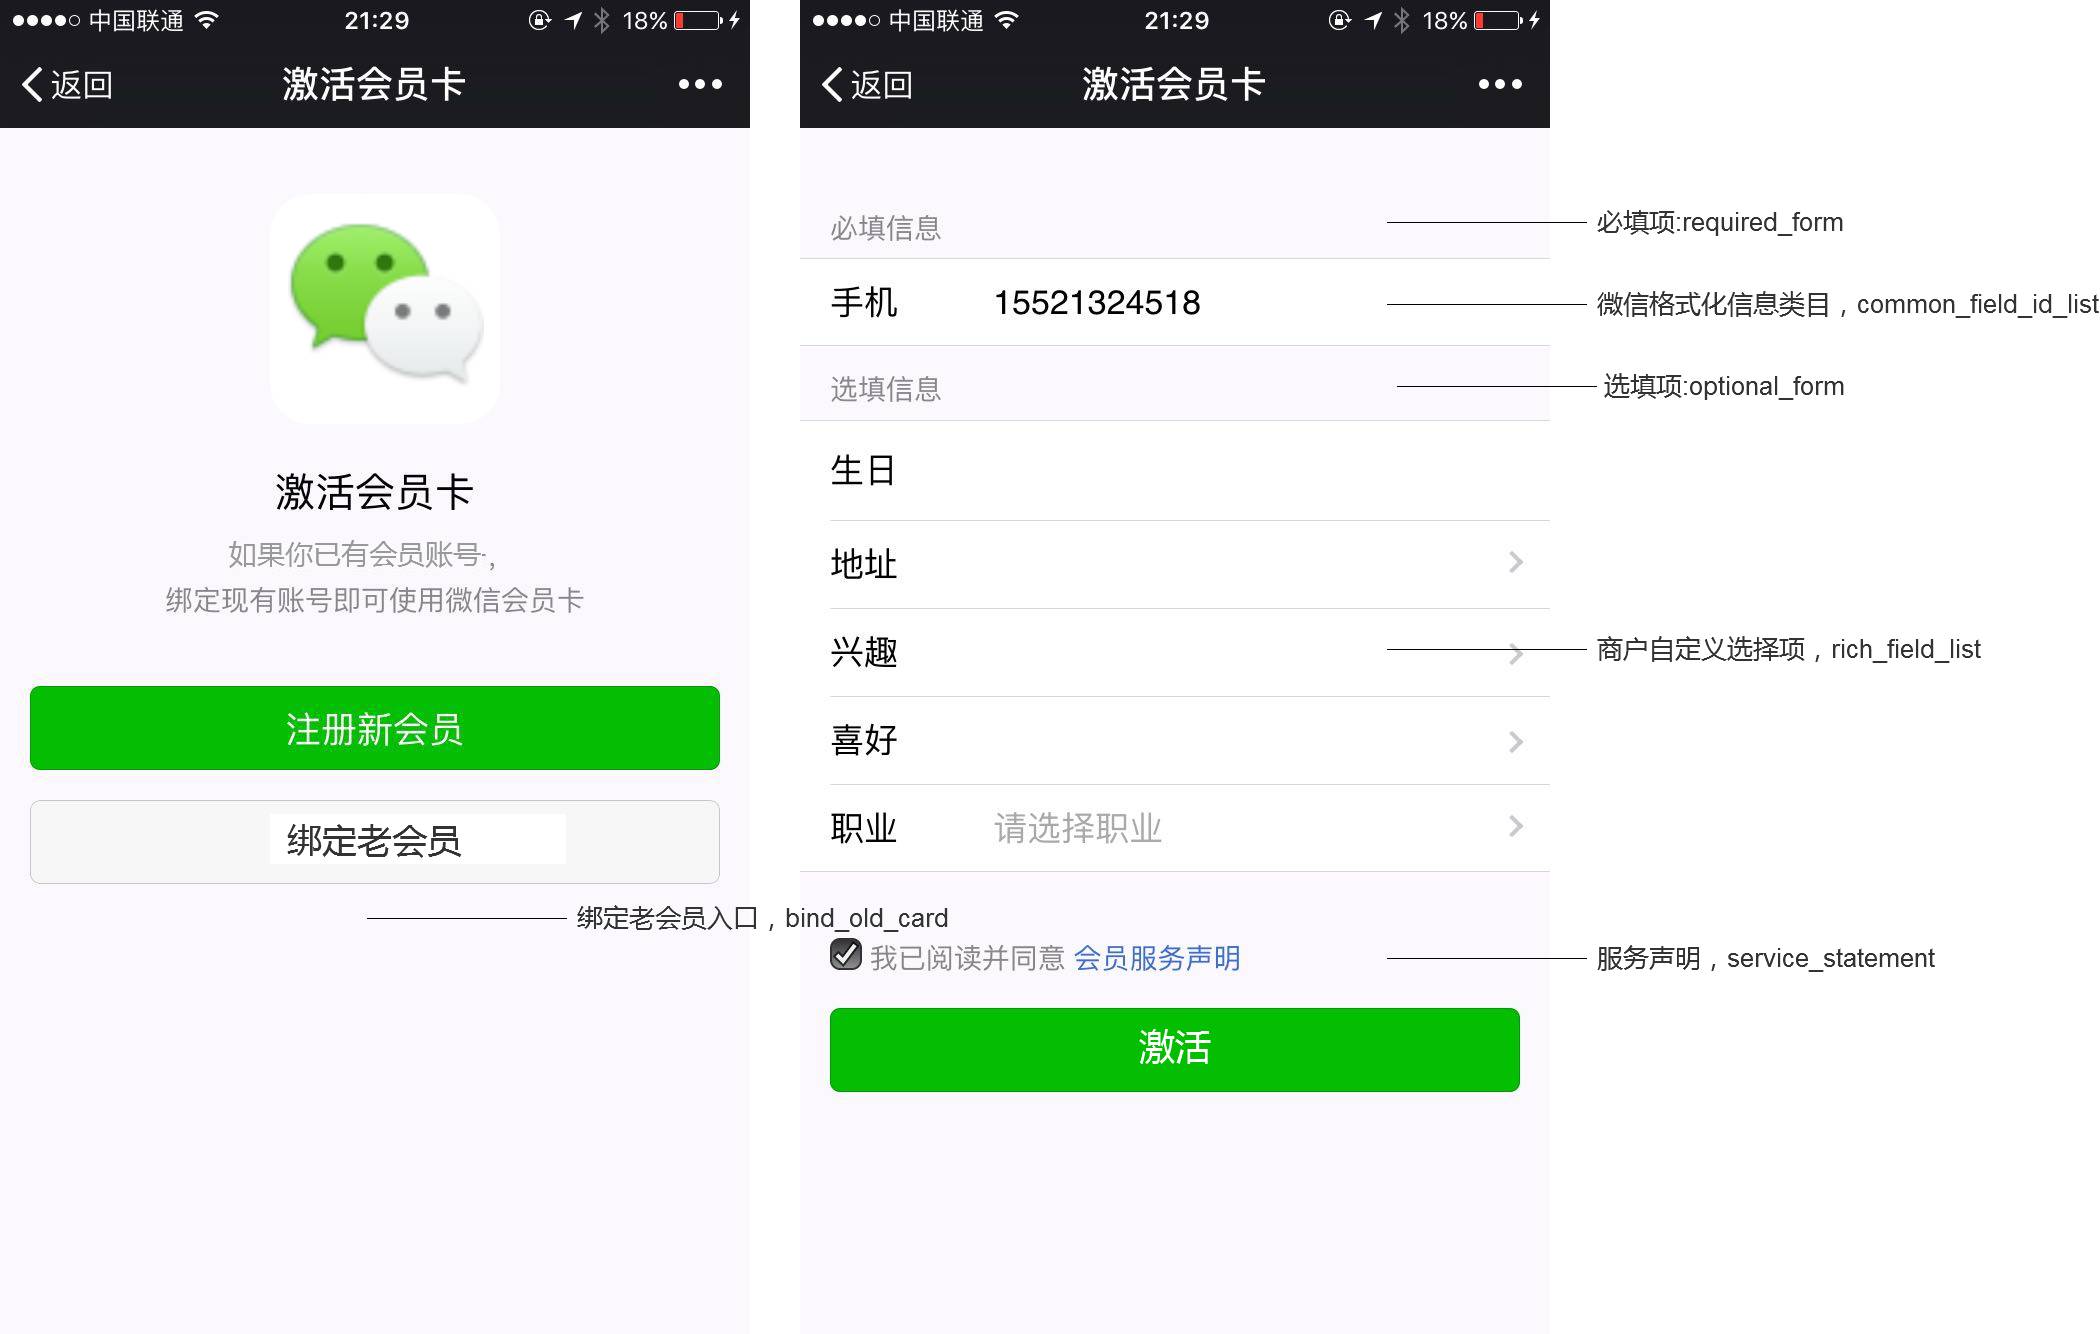 中国联通 21:29 18%
返回 激活会员卡
激活会员卡
如果你已有会员账号,
绑定现有账号即可使用微信会员卡
注册新会员
绑定老会员
绑定老会员入口，bind_old_card
中国联通 21:29 18%
返回 激活会员卡
必填信息
必填项:required_form
手机 15521324518
微信格式化信息类目，common_field_id_list
选填信息
选填项:optional_form
生日
地址
兴趣
商户自定义选择项，rich_field_list
喜好
职业 请选择职业
我已阅读并同意 会员服务声明
服务声明，service_statement
激活